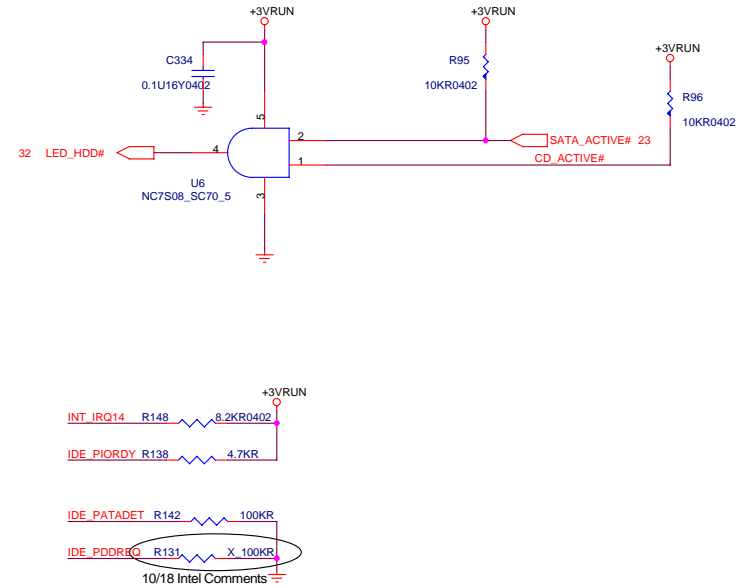 +3VRUN
+3VRUN
+3VRUN
C334
0.1U16Y0402
R95
10KR0402
R96
10KR0402
5
2
SATA_ACTIVE# 23
32 LED_HDD#
4
1
CD_ACTIVE#
U6
NC7S08_SC70_5
3
+3VRUN
INT_IRQ14 R148 8.2KR0402
IDE_PIORDY R138 4.7KR
IDE_PATADET R142 100KR
IDE_PDDREQ R131 X_100KR
10/18 Intel Comments